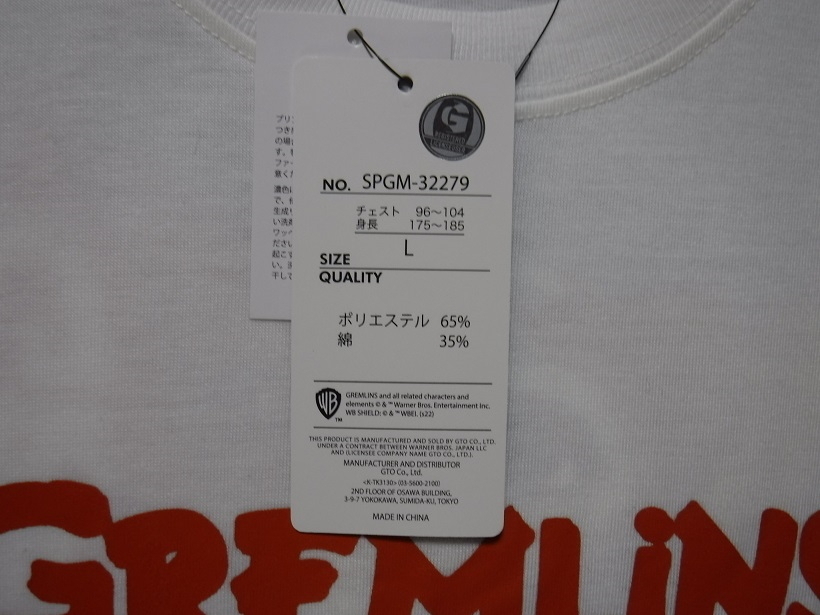 NO. SPGM-32279
チェスト 96～104
身長 175～185
SIZE L
QUALITY
ポリエステル 65%
綿 35%
WB
GREMLINS and all related characters and
elements © & ™ Warner Bros. Entertainment Inc.
WB SHIELD: © & ™ WBEI. (s22)
THIS PRODUCT IS MANUFACTURED AND SOLD BY GTO CO., LTD.
UNDER A CONTRACT BETWEEN WARNER BROS. JAPAN LLC
AND (LICENSEE COMPANY NAME GTO CO., LTD.).
MANUFACTURER AND DISTRIBUTOR
GTO Co., Ltd.
<K-TK3130> (03-5600-2100)
2ND FLOOR OF OSAWA BUILDING,
3-9-7 YOKOKAWA, SUMIDA-KU, TOKYO
MADE IN CHINA
GREMLiNS